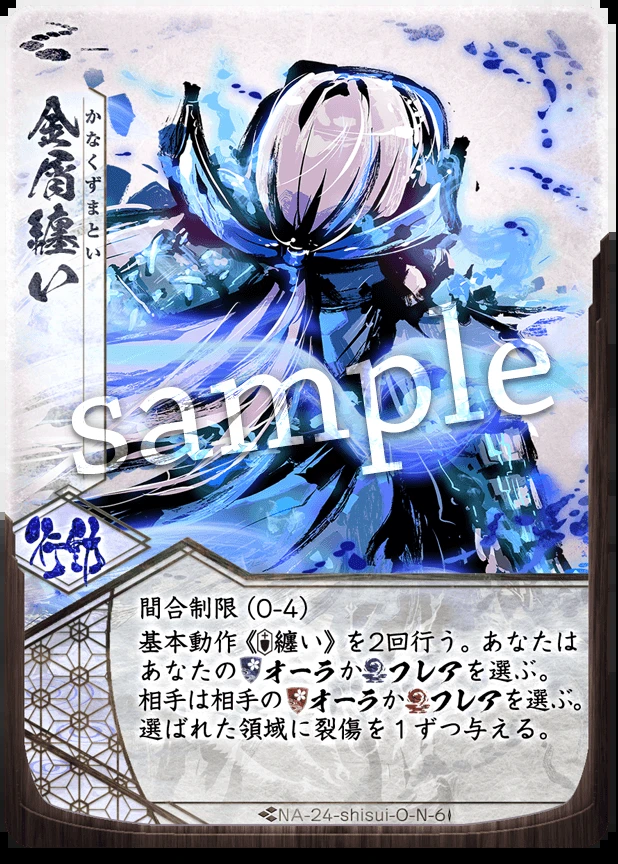 金屑纏い
かなくずまとい
sample
行動
間合制限(0-4)
基本動作《纏い》を2回行う。あなたは
あなたのオーラかフレアを選ぶ。
相手は相手のオーラかフレアを選ぶ。
選ばれた領域に裂傷を1ずつ与える。
NA-24-shisui-O-N-6